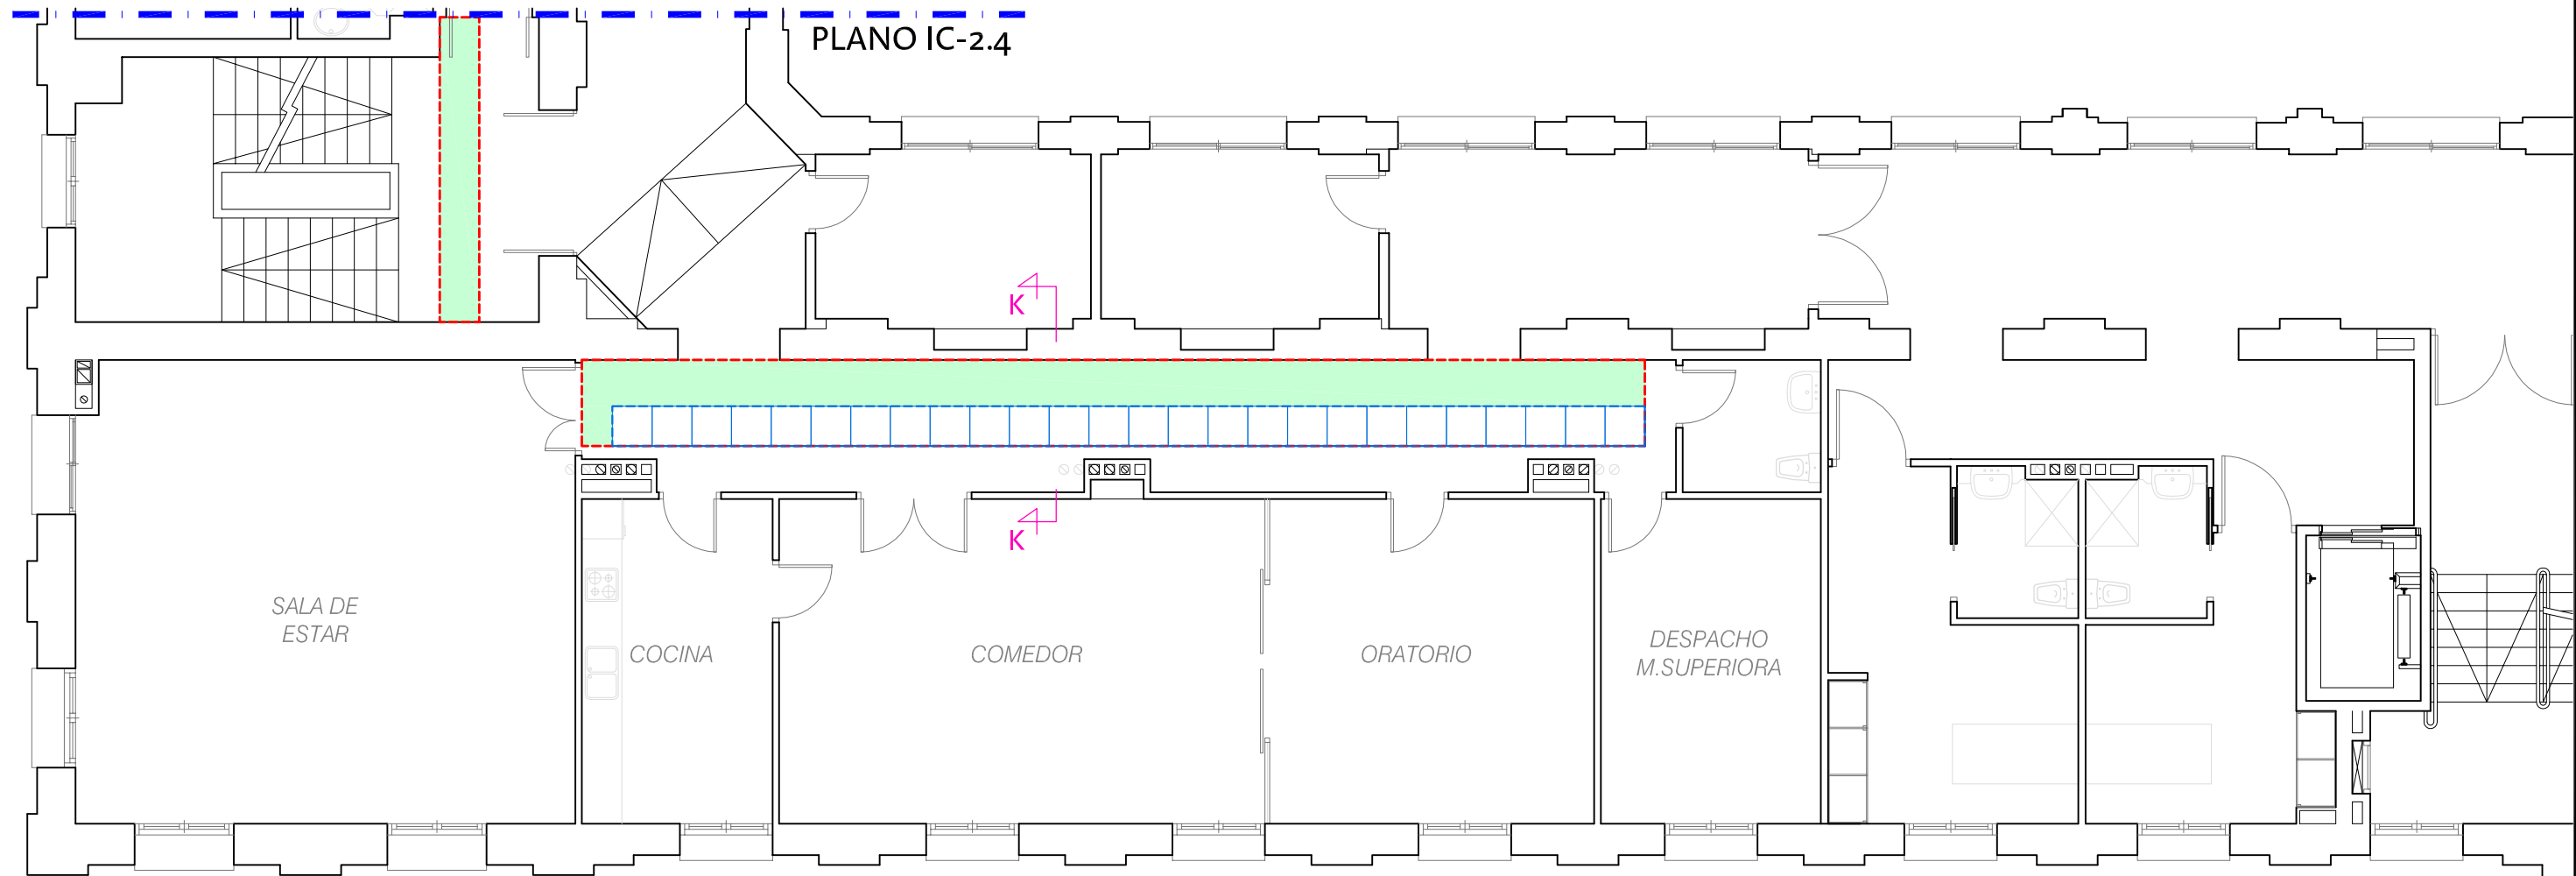 PLANO IC-2.4
K
K
SALA DE
ESTAR
COCINA
COMEDOR
ORATORIO
DESPACHO
M.SUPERIORA